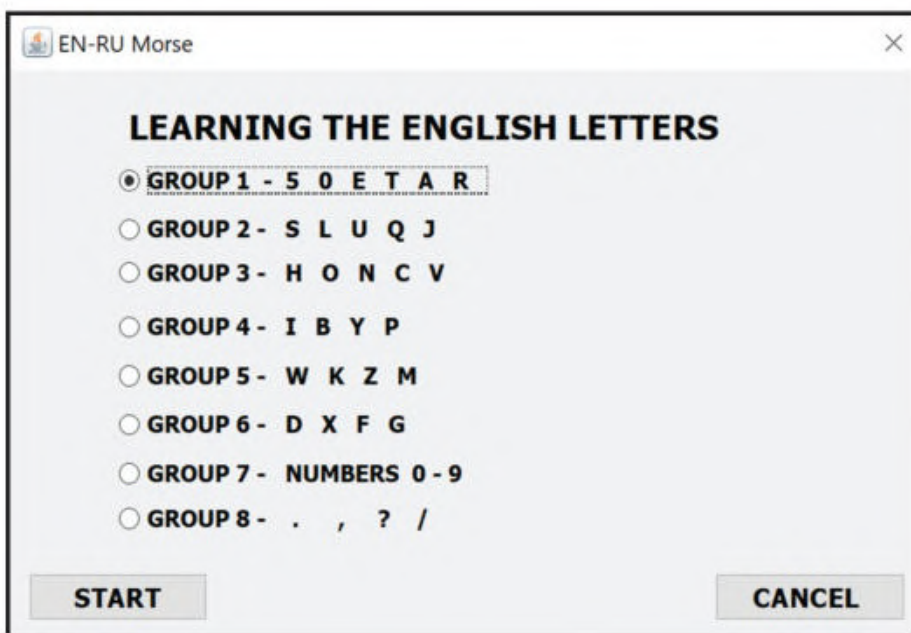 EN-RU Morse
LEARNING THE ENGLISH LETTERS
GROUP 1 - 5 0 E T A R
GROUP 2 - S L U Q J
GROUP 3 - H O N C V
GROUP 4 - I B Y P
GROUP 5 - W K Z M
GROUP 6 - D X F G
GROUP 7 - NUMBERS 0 - 9
GROUP 8 - . , ? /
START CANCEL